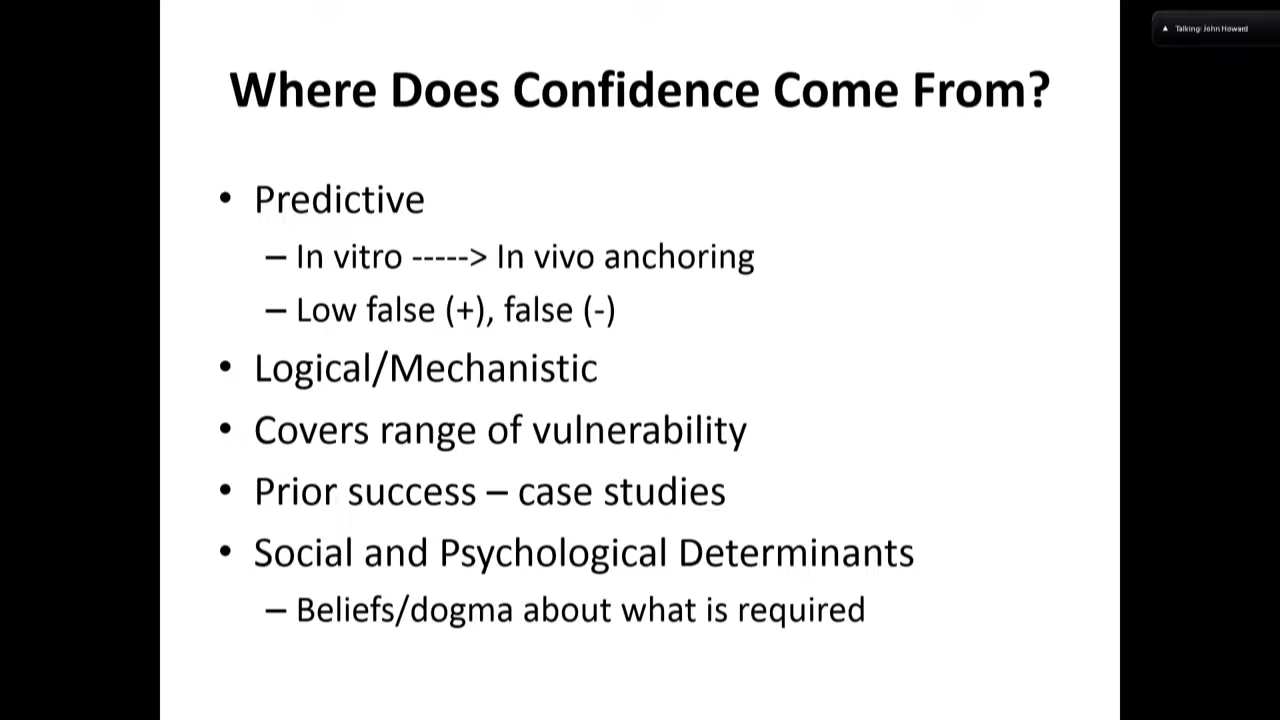 Talking: John Howard
Where Does Confidence Come From?
• Predictive
– In vitro -----> In vivo anchoring
– Low false (+), false (-)
• Logical/Mechanistic
• Covers range of vulnerability
• Prior success – case studies
• Social and Psychological Determinants
– Beliefs/dogma about what is required